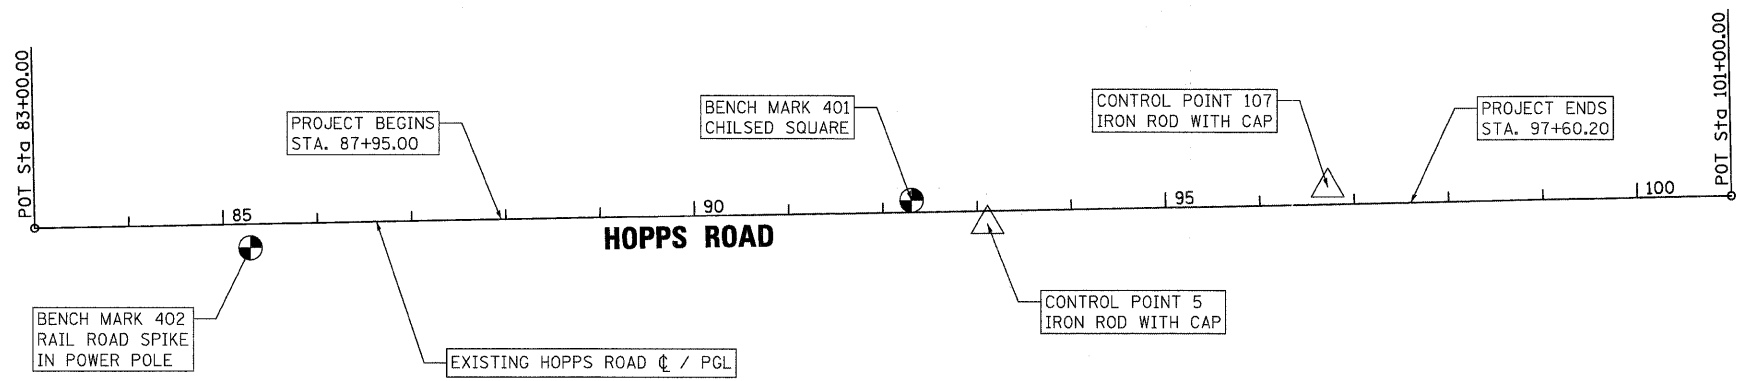 POT Sta 83+00.00
PROJECT BEGINS
STA. 87+95.00
BENCH MARK 401
CHILSED SQUARE
CONTROL POINT 107
IRON ROD WITH CAP
PROJECT ENDS
STA. 97+60.20
POT Sta 101+00.00
85
90
95
100
HOPPS ROAD
BENCH MARK 402
RAIL ROAD SPIKE
IN POWER POLE
EXISTING HOPPS ROAD ℄ / PGL
CONTROL POINT 5
IRON ROD WITH CAP